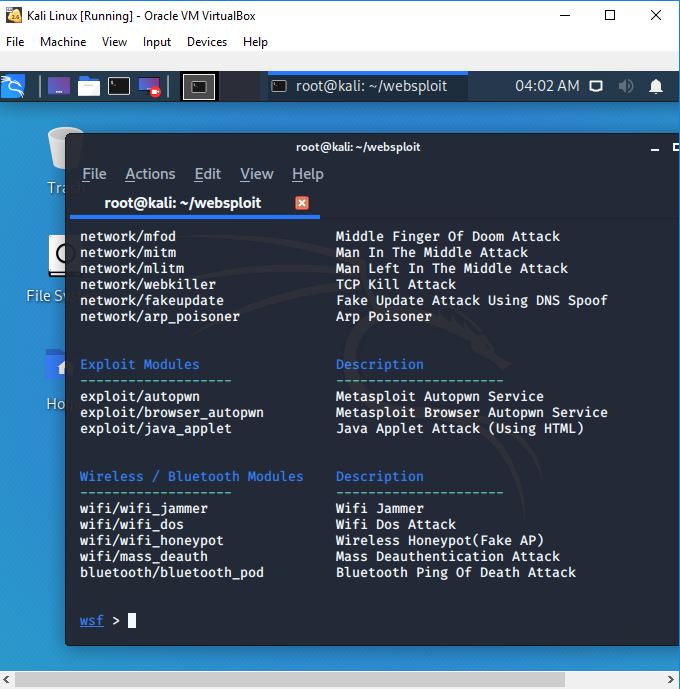 Kali Linux [Running] - Oracle VM VirtualBox
File Machine View Input Devices Help
root@kali: ~/websploit 04:02 AM
root@kali: ~/websploit
File Actions Edit View Help
root@kali: ~/websploit
Tra
File Sy
Ho
network/mfod Middle Finger Of Doom Attack
network/mitm Man In The Middle Attack
network/mlitm Man Left In The Middle Attack
network/webkiller TCP Kill Attack
network/fakeupdate Fake Update Attack Using DNS Spoof
network/arp_poisoner Arp Poisoner
Exploit Modules Description
------------------- ---------------------
exploit/autopwn Metasploit Autopwn Service
exploit/browser_autopwn Metasploit Browser Autopwn Service
exploit/java_applet Java Applet Attack (Using HTML)
Wireless / Bluetooth Modules Description
------------------- ---------------------
wifi/wifi_jammer Wifi Jammer
wifi/wifi_dos Wifi Dos Attack
wifi/wifi_honeypot Wireless Honeypot(Fake AP)
wifi/mass_deauth Mass Deauthentication Attack
bluetooth/bluetooth_pod Bluetooth Ping Of Death Attack
wsf >